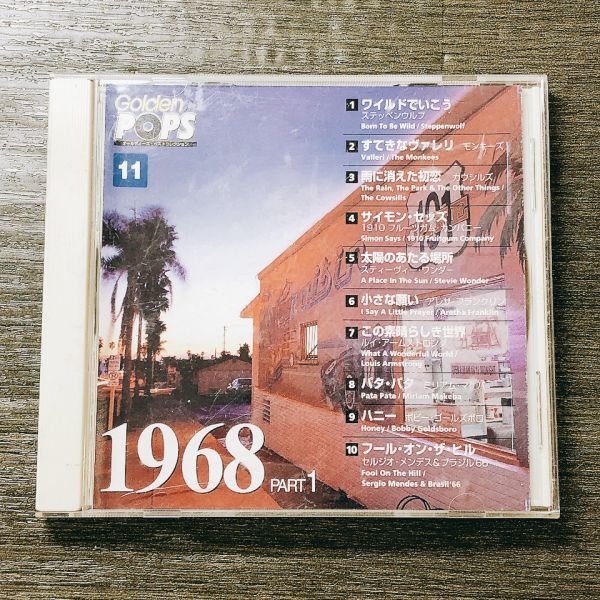 Golden
POPS
11
1 ワイルドでいこう
ステッペンウルフ
Born To Be Wild / Steppenwolf
2 すてきなヴァレリ モンキーズ
Valleri / The Monkees
3 雨に消えた初恋 カウシルズ
The Rain, The Park & The Other Things /
The Cowsills
4 サイモン・セッズ
1910 フルーツガム・カンパニー
Simon Says / 1910 Fruitgum Company
5 太陽のあたる場所
スティーヴィー・ワンダー
A Place In The Sun / Stevie Wonder
6 小さな願い アレサ・フランクリン
I Say A Little Prayer / Aretha Franklin
7 この素晴らしき世界
ルイ・アームストロング
What A Wonderful World /
Louis Armstrong
8 パタ・パタ ミリアム・マケバ
Pata Pata / Miriam Makeba
9 ハニー ボビー・ゴールズボロ
Honey / Bobby Goldsboro
10 フール・オン・ザ・ヒル
セルジオ・メンデス&ブラジル'66
Fool On The Hill /
Sergio Mendes & Brasil'66
101
1968 PART 1